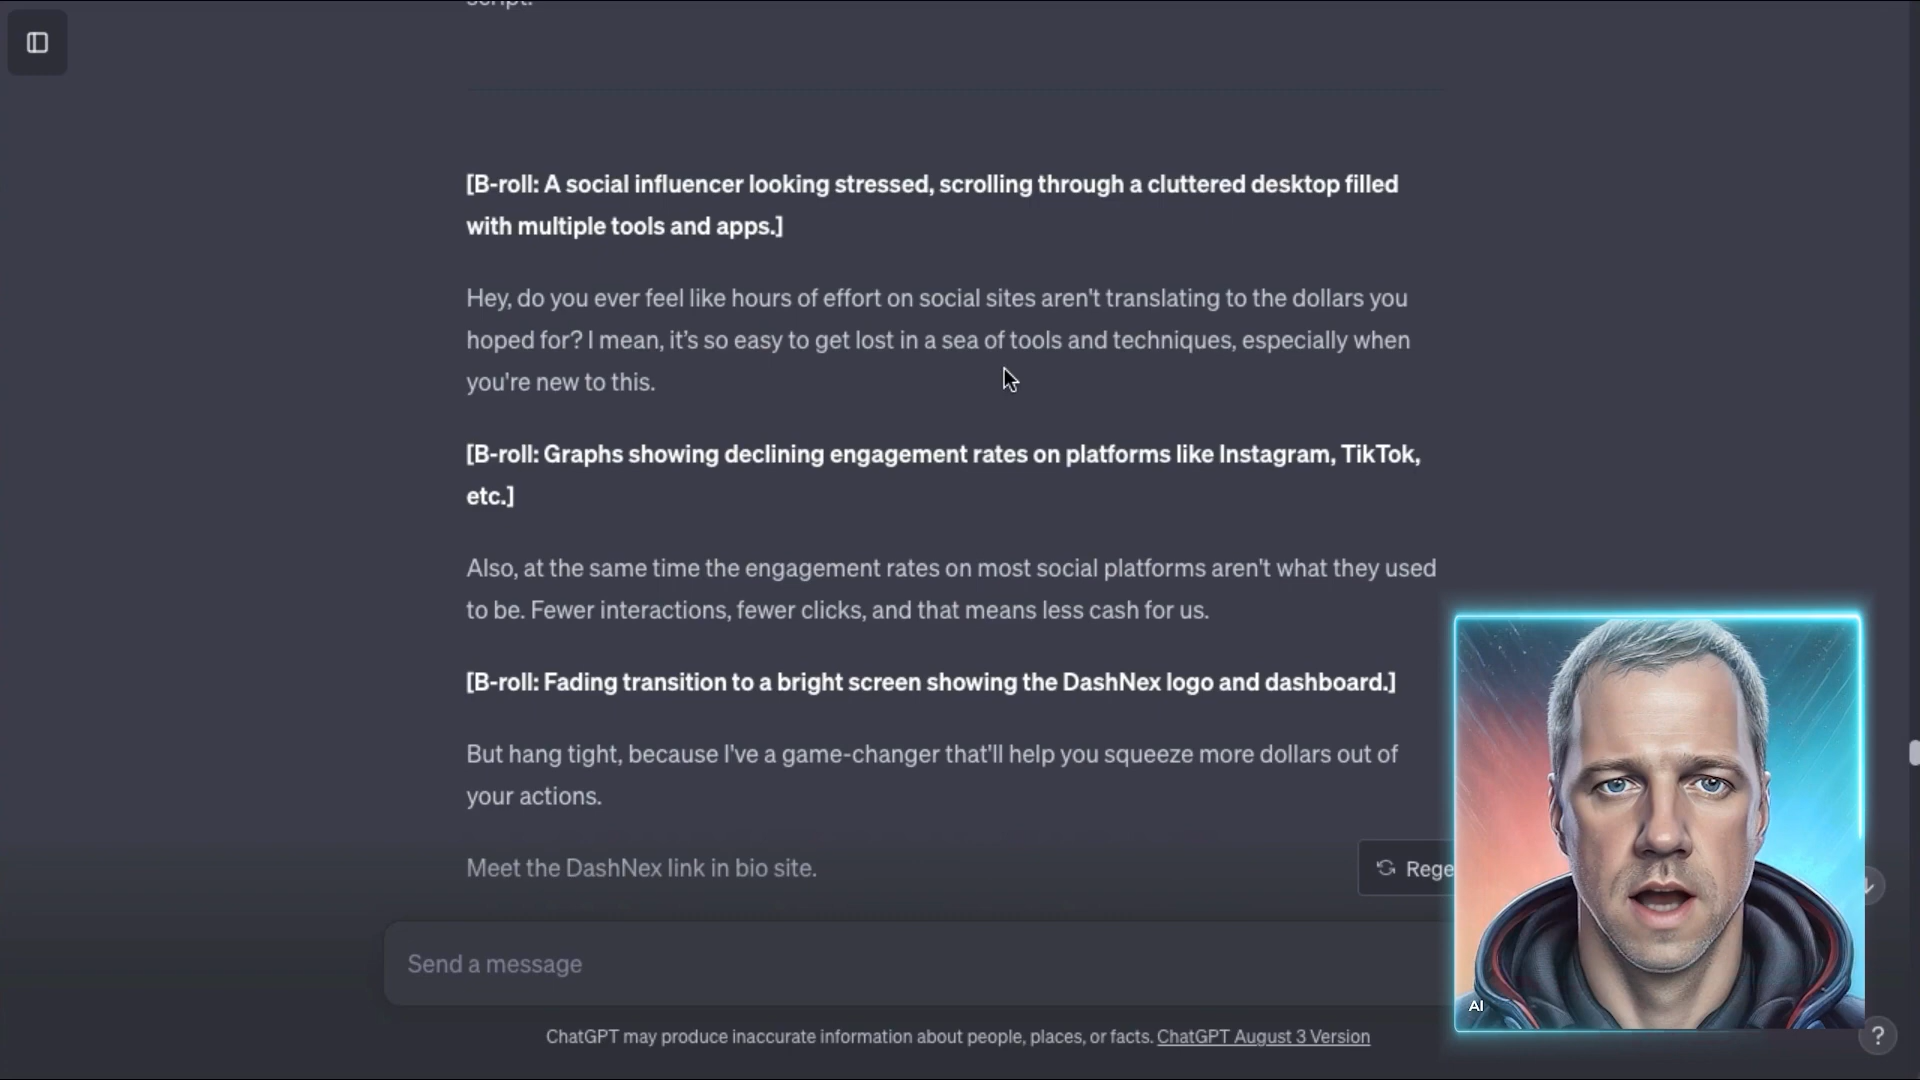 script.
[B-roll: A social influencer looking stressed, scrolling through a cluttered desktop filled
with multiple tools and apps.]
Hey, do you ever feel like hours of effort on social sites aren't translating to the dollars you
hoped for? I mean, it's so easy to get lost in a sea of tools and techniques, especially when
you're new to this.
[B-roll: Graphs showing declining engagement rates on platforms like Instagram, TikTok,
etc.]
Also, at the same time the engagement rates on most social platforms aren't what they used
to be. Fewer interactions, fewer clicks, and that means less cash for us.
[B-roll: Fading transition to a bright screen showing the DashNex logo and dashboard.]
But hang tight, because I've a game-changer that'll help you squeeze more dollars out of
your actions.
Meet the DashNex link in bio site.
Rege
Send a message
AI
ChatGPT may produce inaccurate information about people, places, or facts. ChatGPT August 3 Version
?